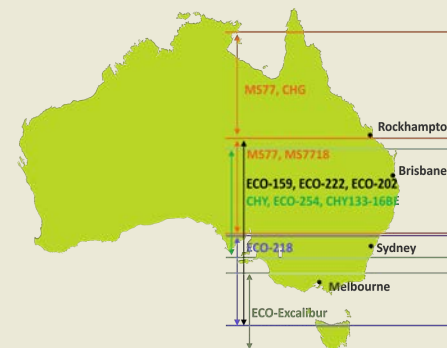 MS77, CHG
Rockhampto
MS77, MS7718
Brisbane
ECO-159, ECO-222, ECO-202
CHY, ECO-254, CHY133-16BE
ECO-218
Sydney
Melbourne
ECO-Excalibur